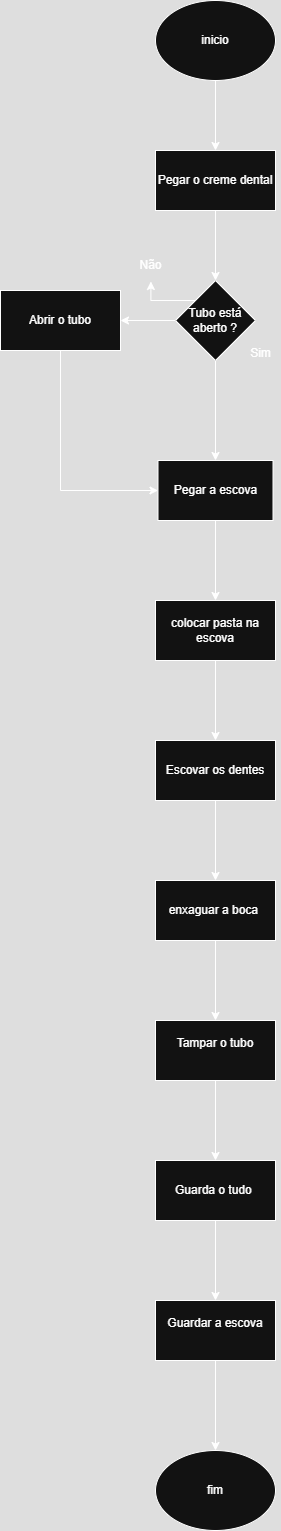 inicio
Pegar o creme dental
Não
Tubo está
aberto ?
Abrir o tubo
Sim
Pegar a escova
colocar pasta na
escova
Escovar os dentes
enxaguar a boca
Tampar o tubo
Guarda o tudo
Guardar a escova
fim